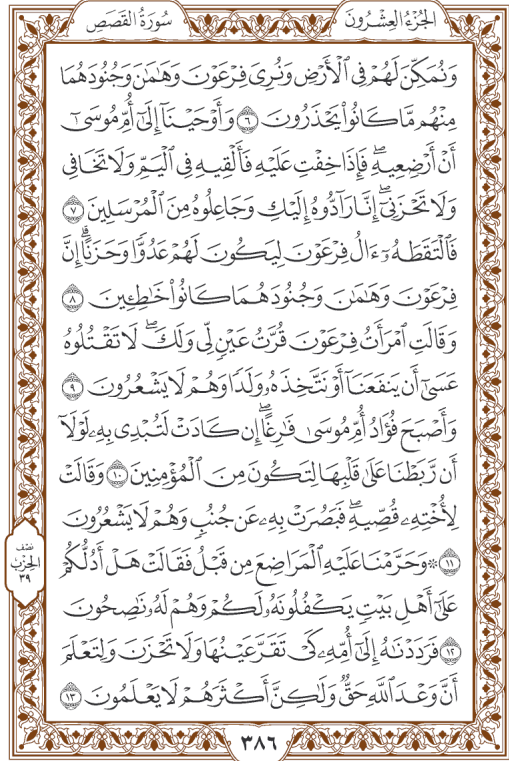 الجُزْءُ العِشْرُونَ
سُورَةُ القَصَصِ
وَنُمَكِّنَ لَهُمْ فِي ٱلْأَرْضِ وَنُرِيَ فِرْعَوْنَ وَهَٰمَٰنَ وَجُنُودَهُمَا
مِنْهُم مَّا كَانُوا۟ يَحْذَرُونَ ٦ وَأَوْحَيْنَآ إِلَىٰٓ أُمِّ مُوسَىٰٓ
أَنْ أَرْضِعِيهِ ۖ فَإِذَا خِفْتِ عَلَيْهِ فَأَلْقِيهِ فِي ٱلْيَمِّ وَلَا تَخَافِي
وَلَا تَحْزَنِيٓ ۖ إِنَّا رَآدُّوهُ إِلَيْكِ وَجَاعِلُوهُ مِنَ ٱلْمُرْسَلِينَ ٧
فَٱلْتَقَطَهُۥٓ ءَالُ فِرْعَوْنَ لِيَكُونَ لَهُمْ عَدُوًّا وَحَزَنًا ۗ إِنَّ
فِرْعَوْنَ وَهَٰمَٰنَ وَجُنُودَهُمَا كَانُوا۟ خَٰطِـِٔينَ ٨
وَقَالَتِ ٱمْرَأَتُ فِرْعَوْنَ قُرَّتُ عَيْنٍ لِّي وَلَكَ ۖ لَا تَقْتُلُوهُ
عَسَىٰٓ أَن يَنفَعَنَآ أَوْ نَتَّخِذَهُۥ وَلَدًا وَهُمْ لَا يَشْعُرُونَ ٩
وَأَصْبَحَ فُؤَادُ أُمِّ مُوسَىٰ فَٰرِغًا ۖ إِن كَادَتْ لَتُبْدِي بِهِۦ لَوْلَآ
أَن رَّبَطْنَا عَلَىٰ قَلْبِهَا لِتَكُونَ مِنَ ٱلْمُؤْمِنِينَ ١٠ وَقَالَتْ
لِأُخْتِهِۦ قُصِّيهِ ۖ فَبَصُرَتْ بِهِۦ عَن جُنُبٍ وَهُمْ لَا يَشْعُرُونَ
١١ ۞ وَحَرَّمْنَا عَلَيْهِ ٱلْمَرَاضِعَ مِن قَبْلُ فَقَالَتْ هَلْ أَدُلُّكُمْ
عَلَىٰٓ أَهْلِ بَيْتٍ يَكْفُلُونَهُۥ لَكُمْ وَهُمْ لَهُۥ نَٰصِحُونَ
١٢ فَرَدَدْنَٰهُ إِلَىٰٓ أُمِّهِۦ كَيْ تَقَرَّ عَيْنُهَا وَلَا تَحْزَنَ وَلِتَعْلَمَ
أَنَّ وَعْدَ ٱللَّهِ حَقٌّ وَلَٰكِنَّ أَكْثَرَهُمْ لَا يَعْلَمُونَ ١٣
نصف
الحزب
٣٩
٣٨٦